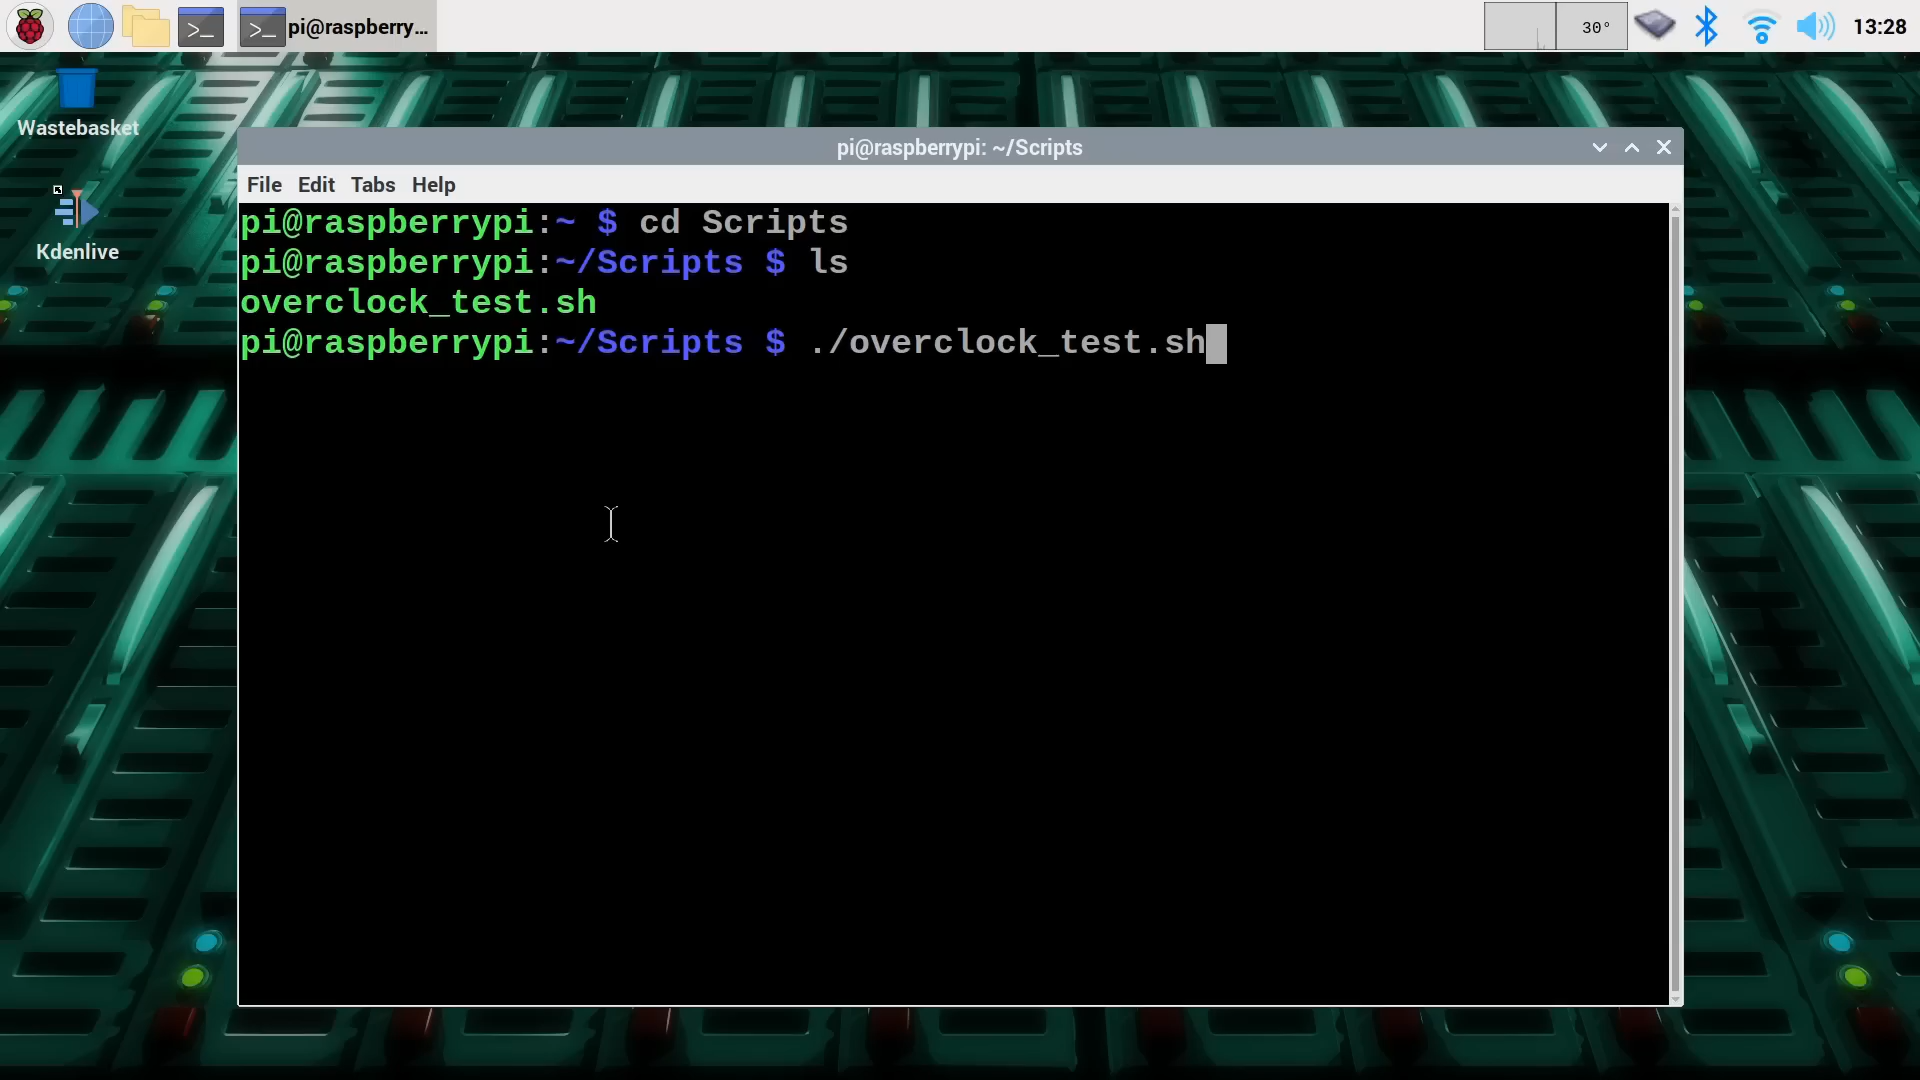 pi@raspberry...
30°
13:28
Wastebasket
Kdenlive
pi@raspberrypi: ~/Scripts
File Edit Tabs Help
pi@raspberrypi:~ $ cd Scripts
pi@raspberrypi:~/Scripts $ ls
overclock_test.sh
pi@raspberrypi:~/Scripts $ ./overclock_test.sh